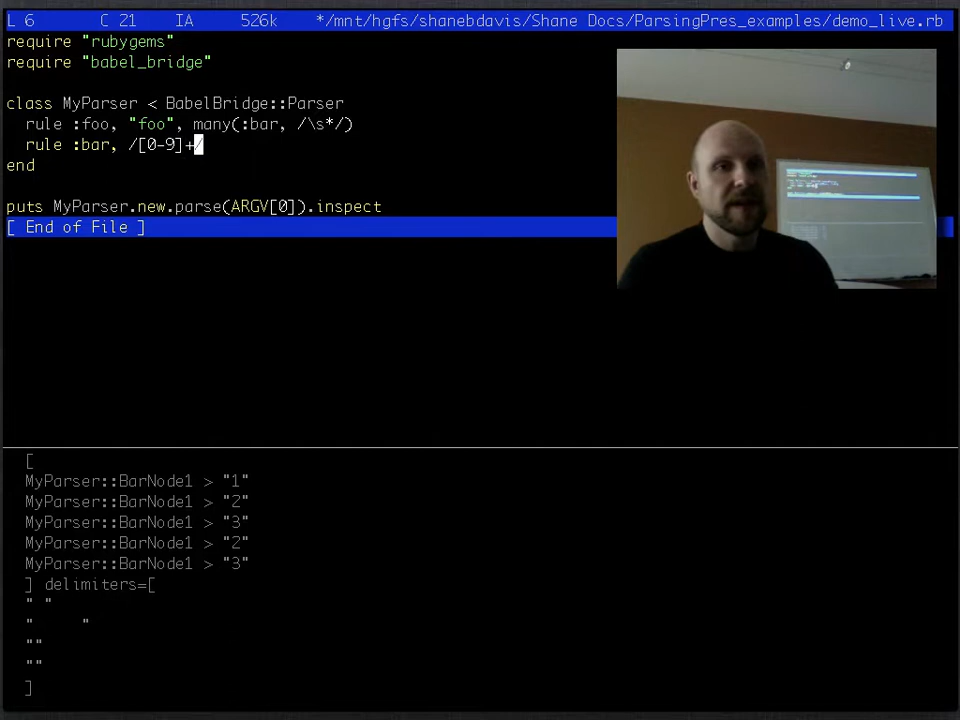 L 6 C 21 IA 526k */mnt/hgfs/shanebdavis/Shane Docs/ParsingPres_examples/demo_live.rb
require "rubygems"
require "babel_bridge"
class MyParser < BabelBridge::Parser
rule :foo, "foo", many(:bar, /\s*/)
rule :bar, /[0-9]+/
end
puts MyParser.new.parse(ARGV[0]).inspect
[ End of File ]
[
MyParser::BarNode1 > "1"
MyParser::BarNode1 > "2"
MyParser::BarNode1 > "3"
MyParser::BarNode1 > "2"
MyParser::BarNode1 > "3"
] delimiters=[
" "
"    "
""
""
]